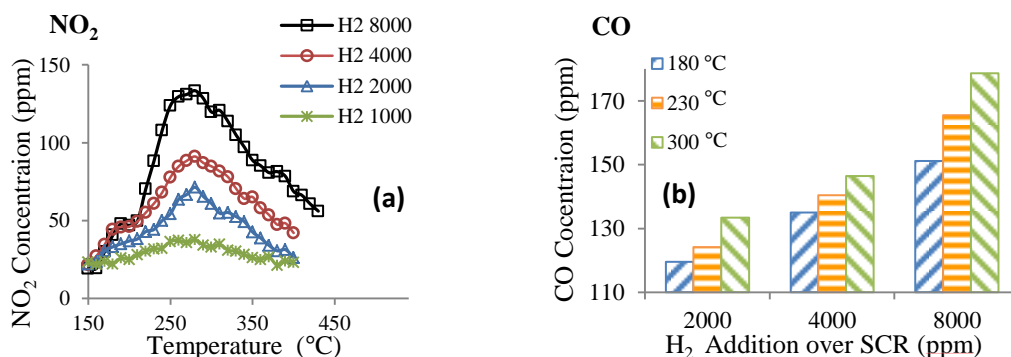 NO₂
H2 8000
H2 4000
H2 2000
H2 1000
150
100
50
0
NO₂ Concentration (ppm)
(a)
150 250 350 450
Temperature (°C)
CO
180 °C
230 °C
300 °C
170
150
130
110
CO Cocentraion (ppm)
(b)
2000 4000 8000
H₂ Addition over SCR (ppm)